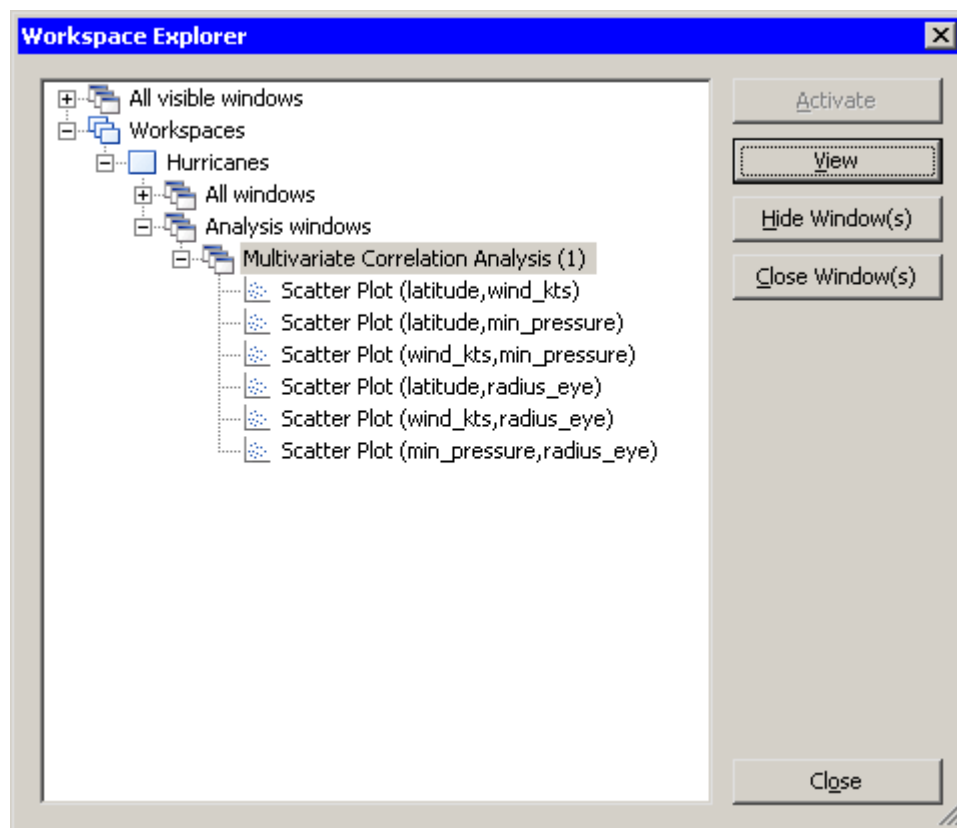 Workspace Explorer
All visible windows
Workspaces
Hurricanes
All windows
Analysis windows
Multivariate Correlation Analysis (1)
Scatter Plot (latitude,wind_kts)
Scatter Plot (latitude,min_pressure)
Scatter Plot (wind_kts,min_pressure)
Scatter Plot (latitude,radius_eye)
Scatter Plot (wind_kts,radius_eye)
Scatter Plot (min_pressure,radius_eye)
Activate
View
Hide Window(s)
Close Window(s)
Close